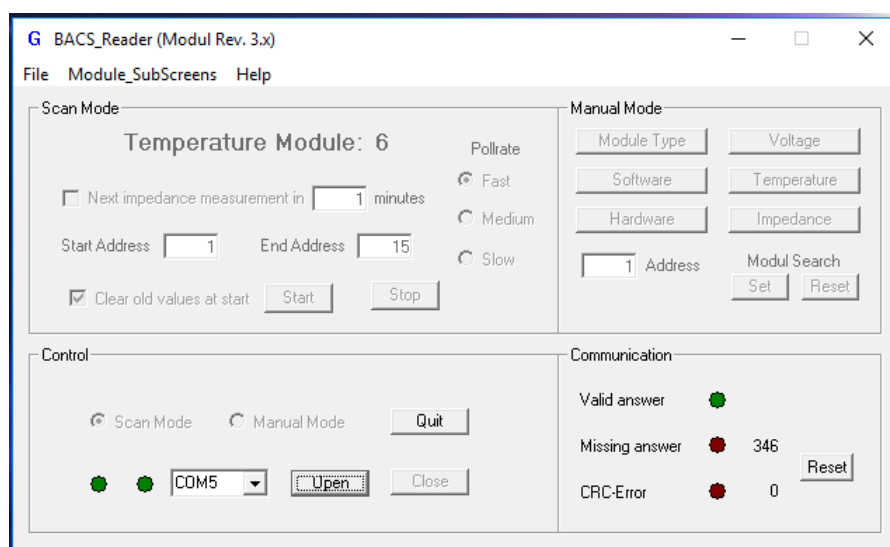 G BACS_Reader (Modul Rev. 3.x)
File Module_SubScreens Help
Scan Mode
Temperature Module: 6
Pollrate
Next impedance measurement in 1 minutes
Fast
Medium
Slow
Start Address 1 End Address 15
Clear old values at start Start Stop
Manual Mode
Module Type Voltage
Software Temperature
Hardware Impedance
1 Address
Modul Search
Set Reset
Control
Scan Mode Manual Mode Quit
COM5 Upen Close
Communication
Valid answer
Missing answer 346
Reset
CRC-Error 0